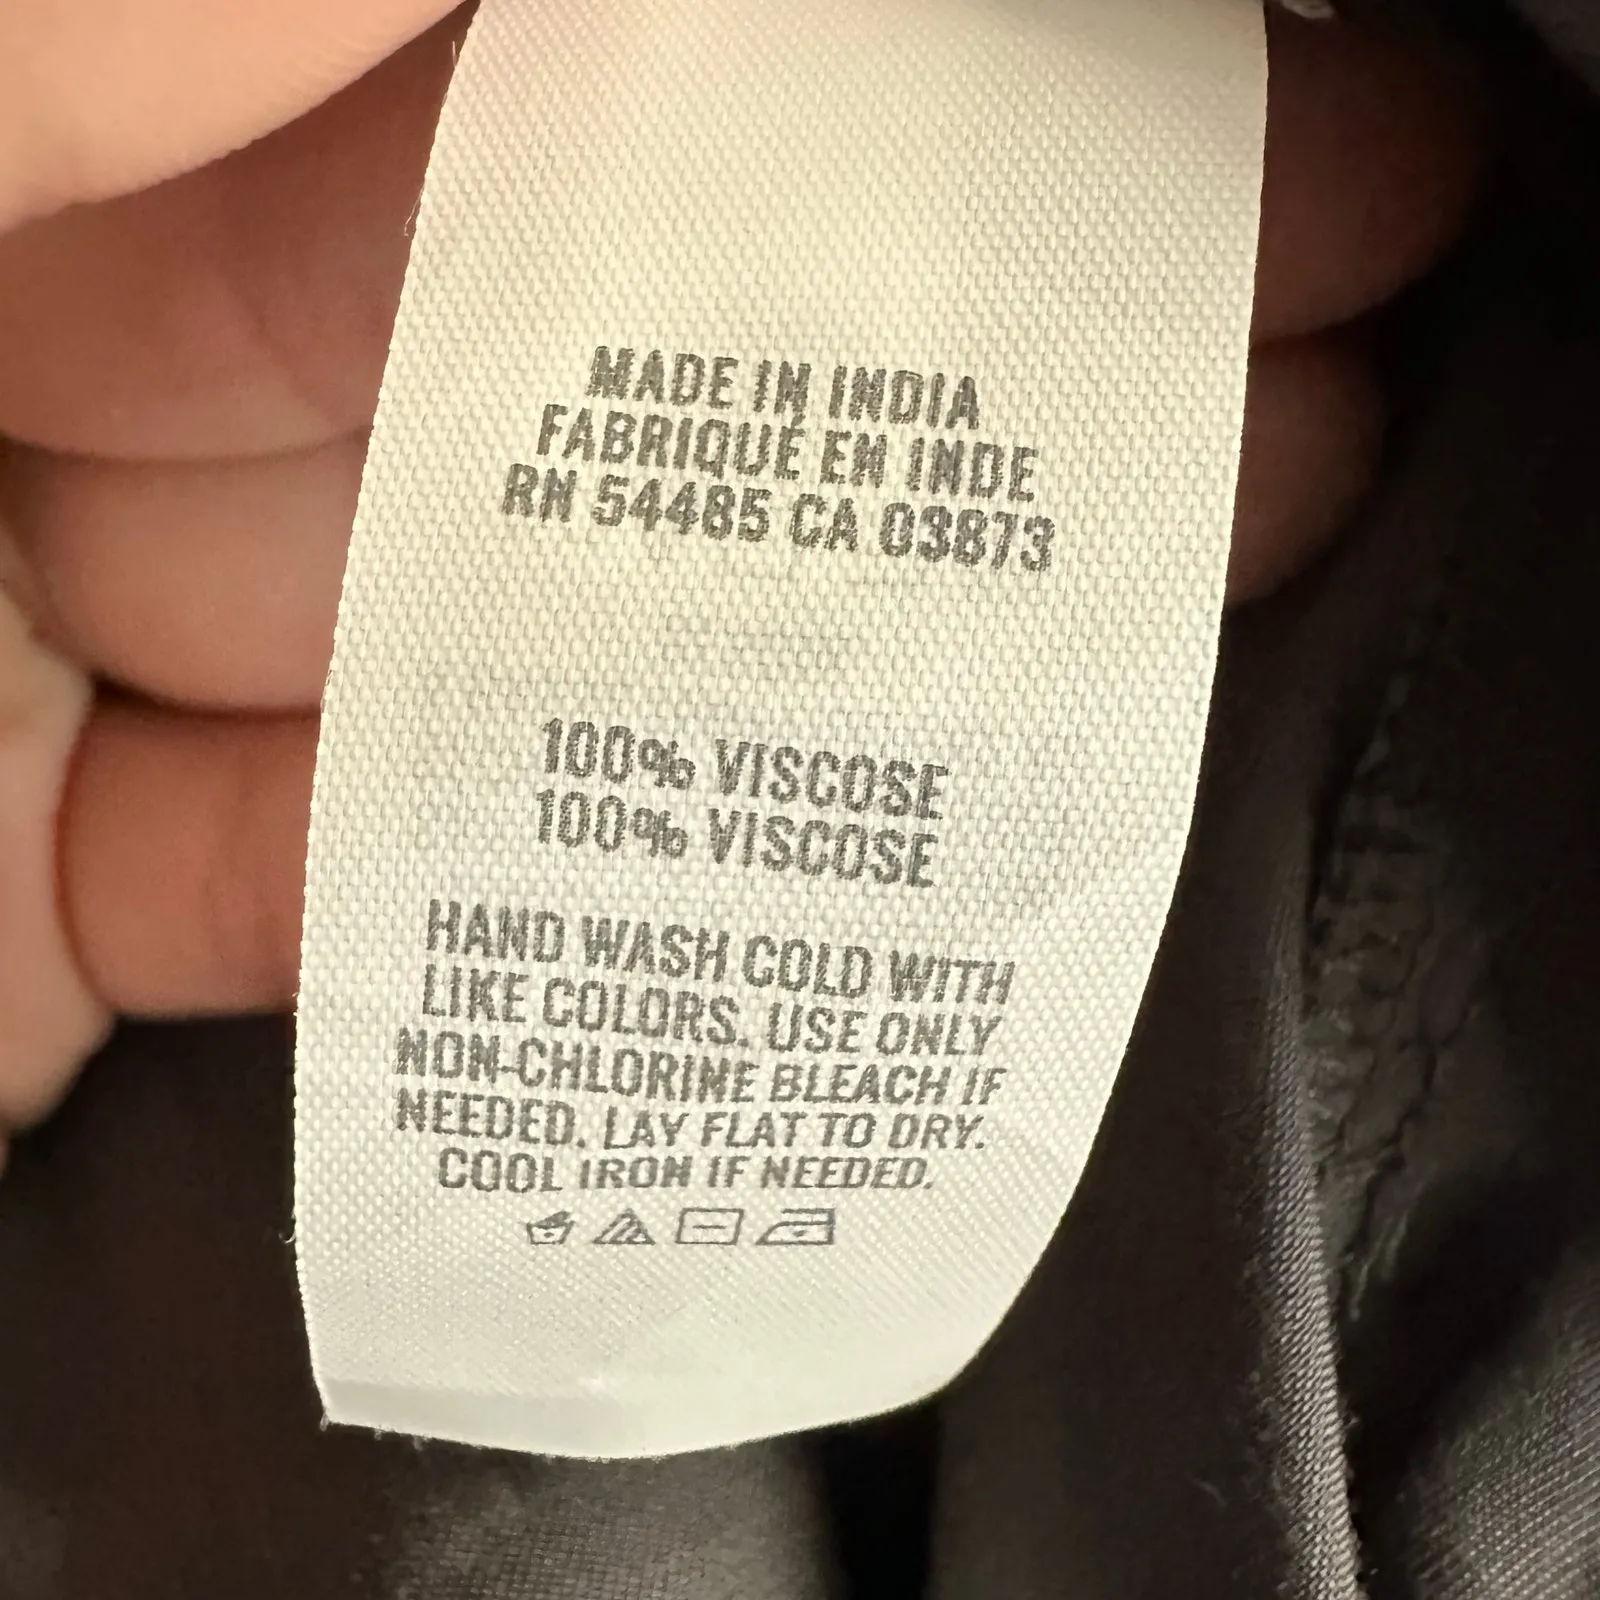 MADE IN INDIA
FABRIQUÉ EN INDE
RN 54485 CA 03873
100% VISCOSE
100% VISCOSE
HAND WASH COLD WITH
LIKE COLORS. USE ONLY
NON-CHLORINE BLEACH IF
NEEDED. LAY FLAT TO DRY.
COOL IRON IF NEEDED.